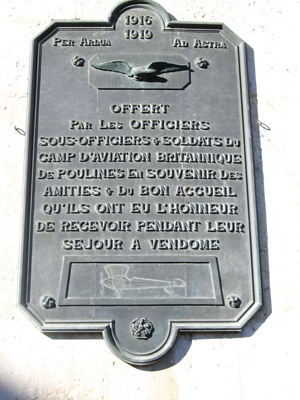 1916
1919
Per Ardua Ad Astra
OFFERT
Par Les OFFICIERS
SOUS-OFFICIERS & SOLDATS Du
CAMP D'AVIATION BRITANNIQUE
De POULINES En SOUVENIR Des
AMITIES & Du BON ACCUEIL
QU'ILS ONT EU L'HONNEUR
DE RECEVOIR PENDANT LEUR
SEJOUR A VENDOME